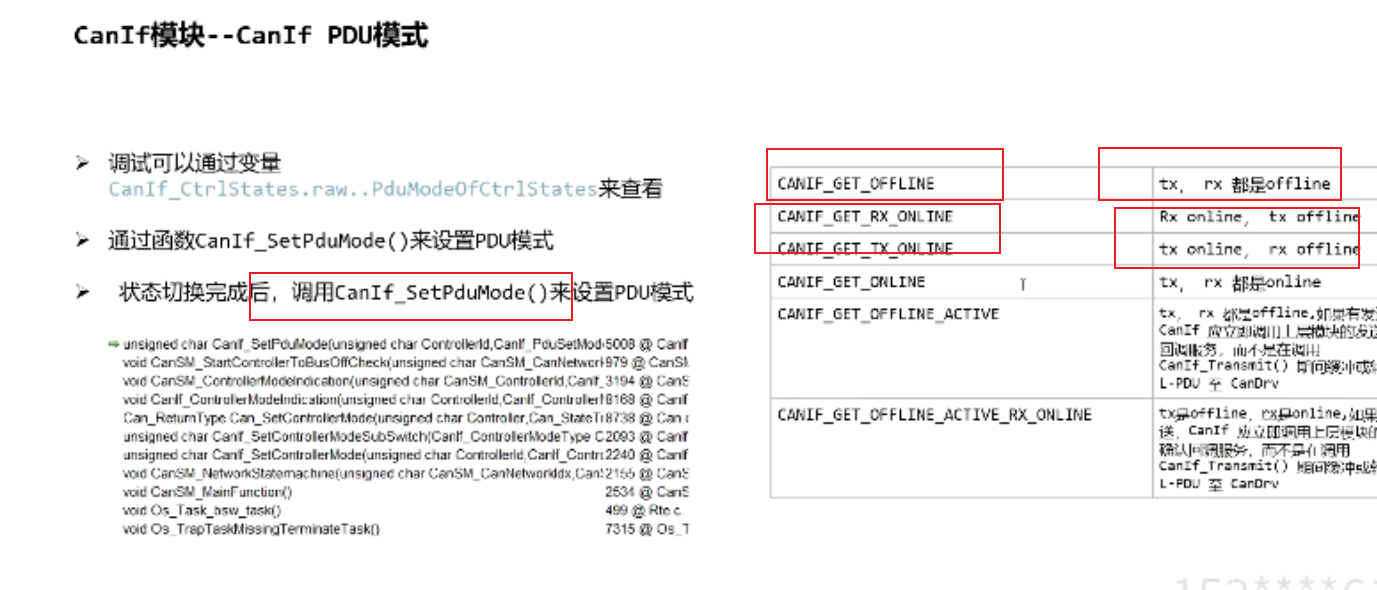 CanIf模块--CanIf PDU模式
➢ 调试可以通过变量
CanIf_CtrlStates.raw..PduModeOfCtrlStates来查看
➢ 通过函数CanIf_SetPduMode()来设置PDU模式
➢ 状态切换完成后，调用CanIf_SetPduMode()来设置PDU模式
unsigned char CanIf_SetPduMode(unsigned char ControllerId,CanIf_PduSetMod 5008 @ CanIf
void CanSM_StartControllerToBusOffCheck(unsigned char CanSM_CanNetwork 979 @ CanSM
void CanSM_ControllerModeIndication(unsigned char CanSM_ControllerId,CanIf_ 3194 @ CanS
void CanIf_ControllerModeIndication(unsigned char ControllerId,CanIf_Controller 8168 @ CanIf
Can_ReturnType Can_SetControllerMode(unsigned char Controller,Can_StateTr 8738 @ Can
unsigned char CanIf_SetControllerModeSubSwitch(CanIf_ControllerModeType C 2093 @ CanIf
unsigned char CanIf_SetControllerMode(unsigned char ControllerId,CanIf_Contr 2240 @ CanIf
void CanSM_NetworkStatemachine(unsigned char CanSM_CanNetworkIdx,Can 2155 @ CanS
void CanSM_MainFunction() 2534 @ CanS
void Os_Task_bsw_task() 499 @ Rte.c
void Os_TrapTaskMissingTerminateTask() 7315 @ Os_T
CANIF_GET_OFFLINE tx， rx 都是offline
CANIF_GET_RX_ONLINE Rx online， tx offline
CANIF_GET_TX_ONLINE tx online， rx offline
CANIF_GET_ONLINE tx， rx 都是online
CANIF_GET_OFFLINE_ACTIVE tx， rx 都是offline,如果有发
CanIf 应立即调用上层模块的发
回调服务，而不是在调用
CanIf_Transmit() 期间缓冲或
L-PDU 至 CanDrv
CANIF_GET_OFFLINE_ACTIVE_RX_ONLINE tx是offline，rx是online,如果
送，CanIf 应立即调用上层模块的
确认回调服务，而不是在调用
CanIf_Transmit() 期间缓冲或
L-PDU 至 CanDrv